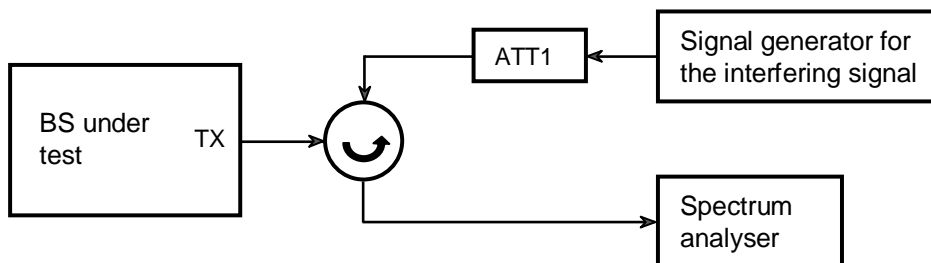 BS under
test
TX
ATT1
Signal generator for
the interfering signal
Spectrum
analyser